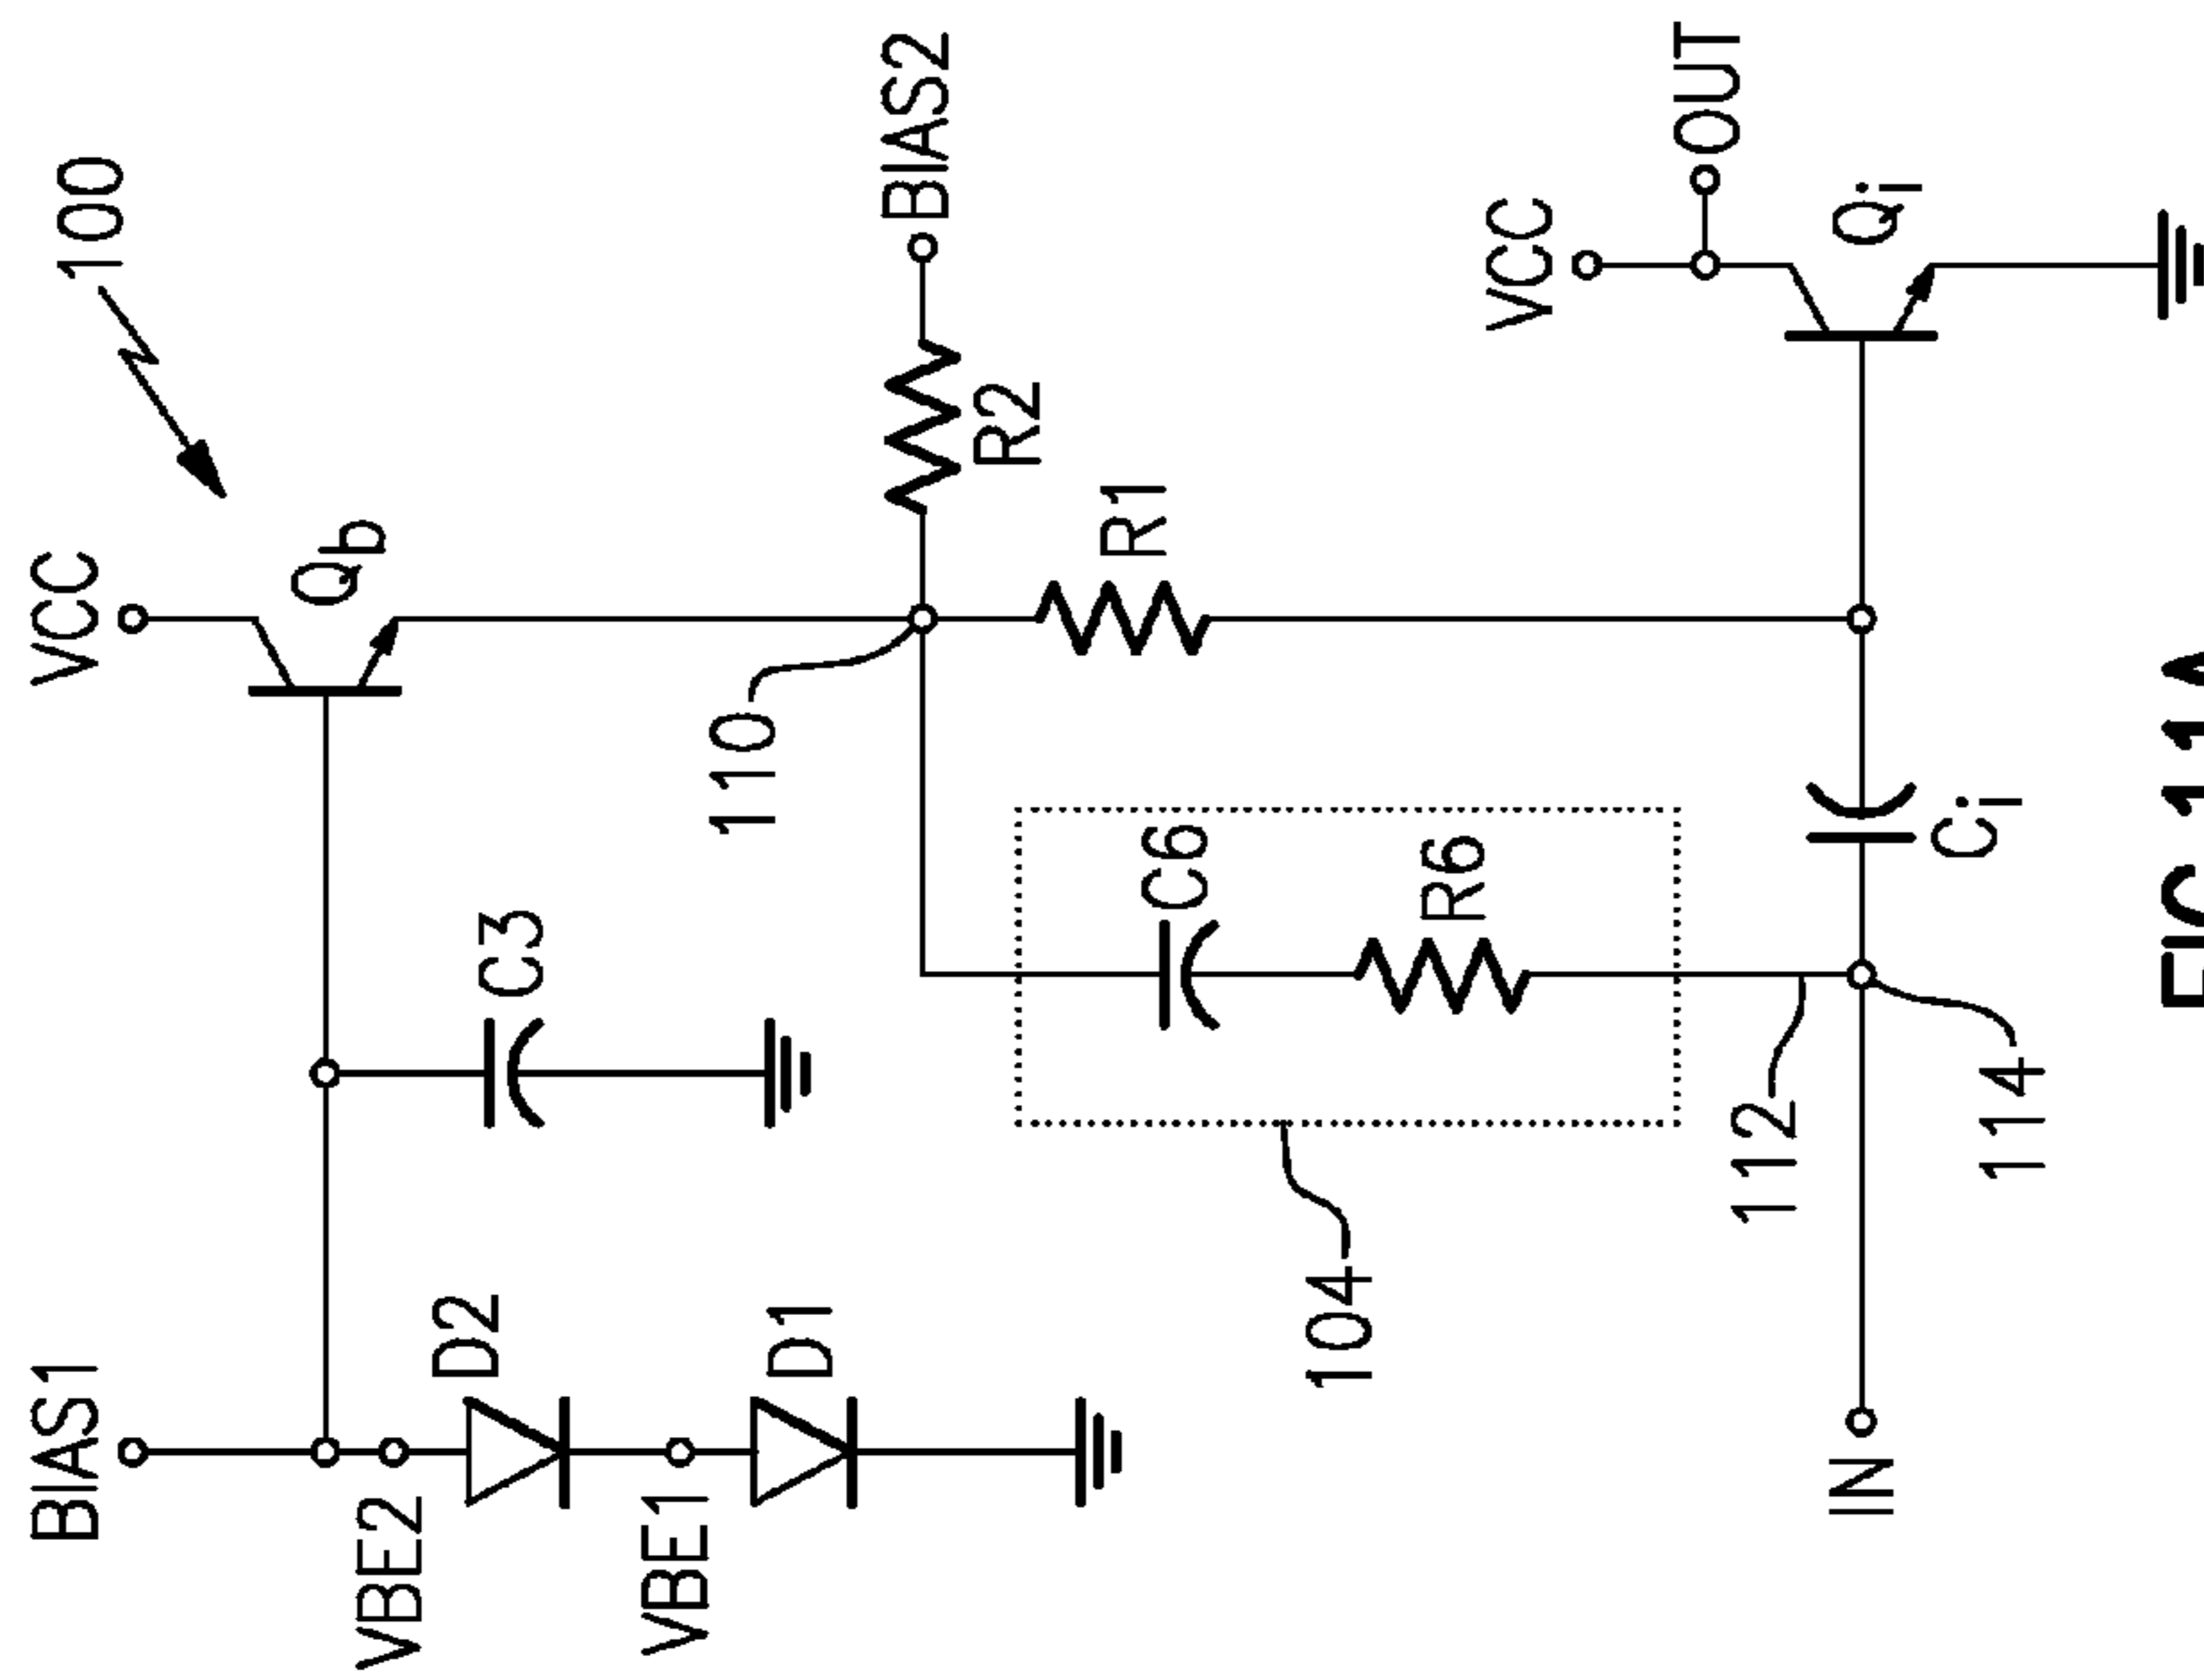 100
VCC
BIAS1
Qb
BIAS2
VBE2
D2
C3
110
R2
VBE1
D1
R1
C6
104
R6
VCC
OUT
112
IN
Qi
Ci
114